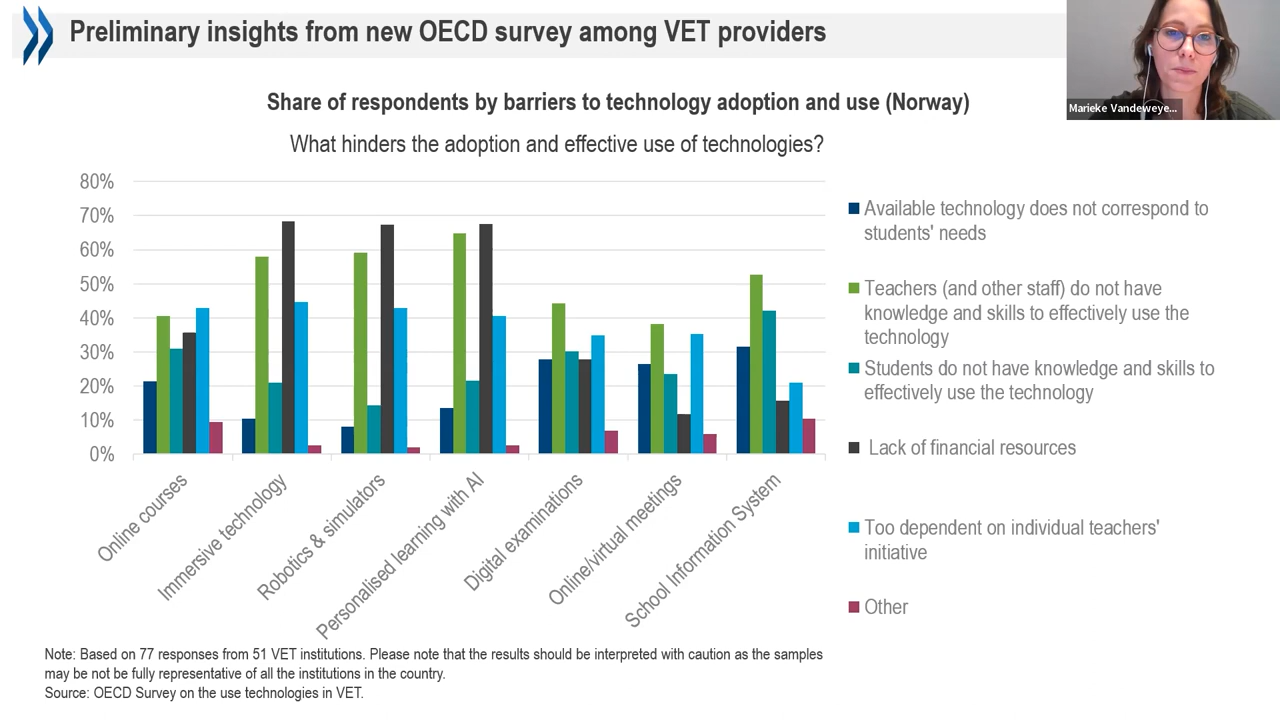 Preliminary insights from new OECD survey among VET providers
Marieke Vandeweye...
Share of respondents by barriers to technology adoption and use (Norway)
What hinders the adoption and effective use of technologies?
80%
70%
60%
50%
40%
30%
20%
10%
0%
Online courses
Immersive technology
Robotics & simulators
Personalised learning with AI
Digital examinations
Online/virtual meetings
School Information System
Available technology does not correspond to
students' needs
Teachers (and other staff) do not have
knowledge and skills to effectively use the
technology
Students do not have knowledge and skills to
effectively use the technology
Lack of financial resources
Too dependent on individual teachers'
initiative
Other
Note: Based on 77 responses from 51 VET institutions. Please note that the results should be interpreted with caution as the samples
may be not be fully representative of all the institutions in the country.
Source: OECD Survey on the use technologies in VET.